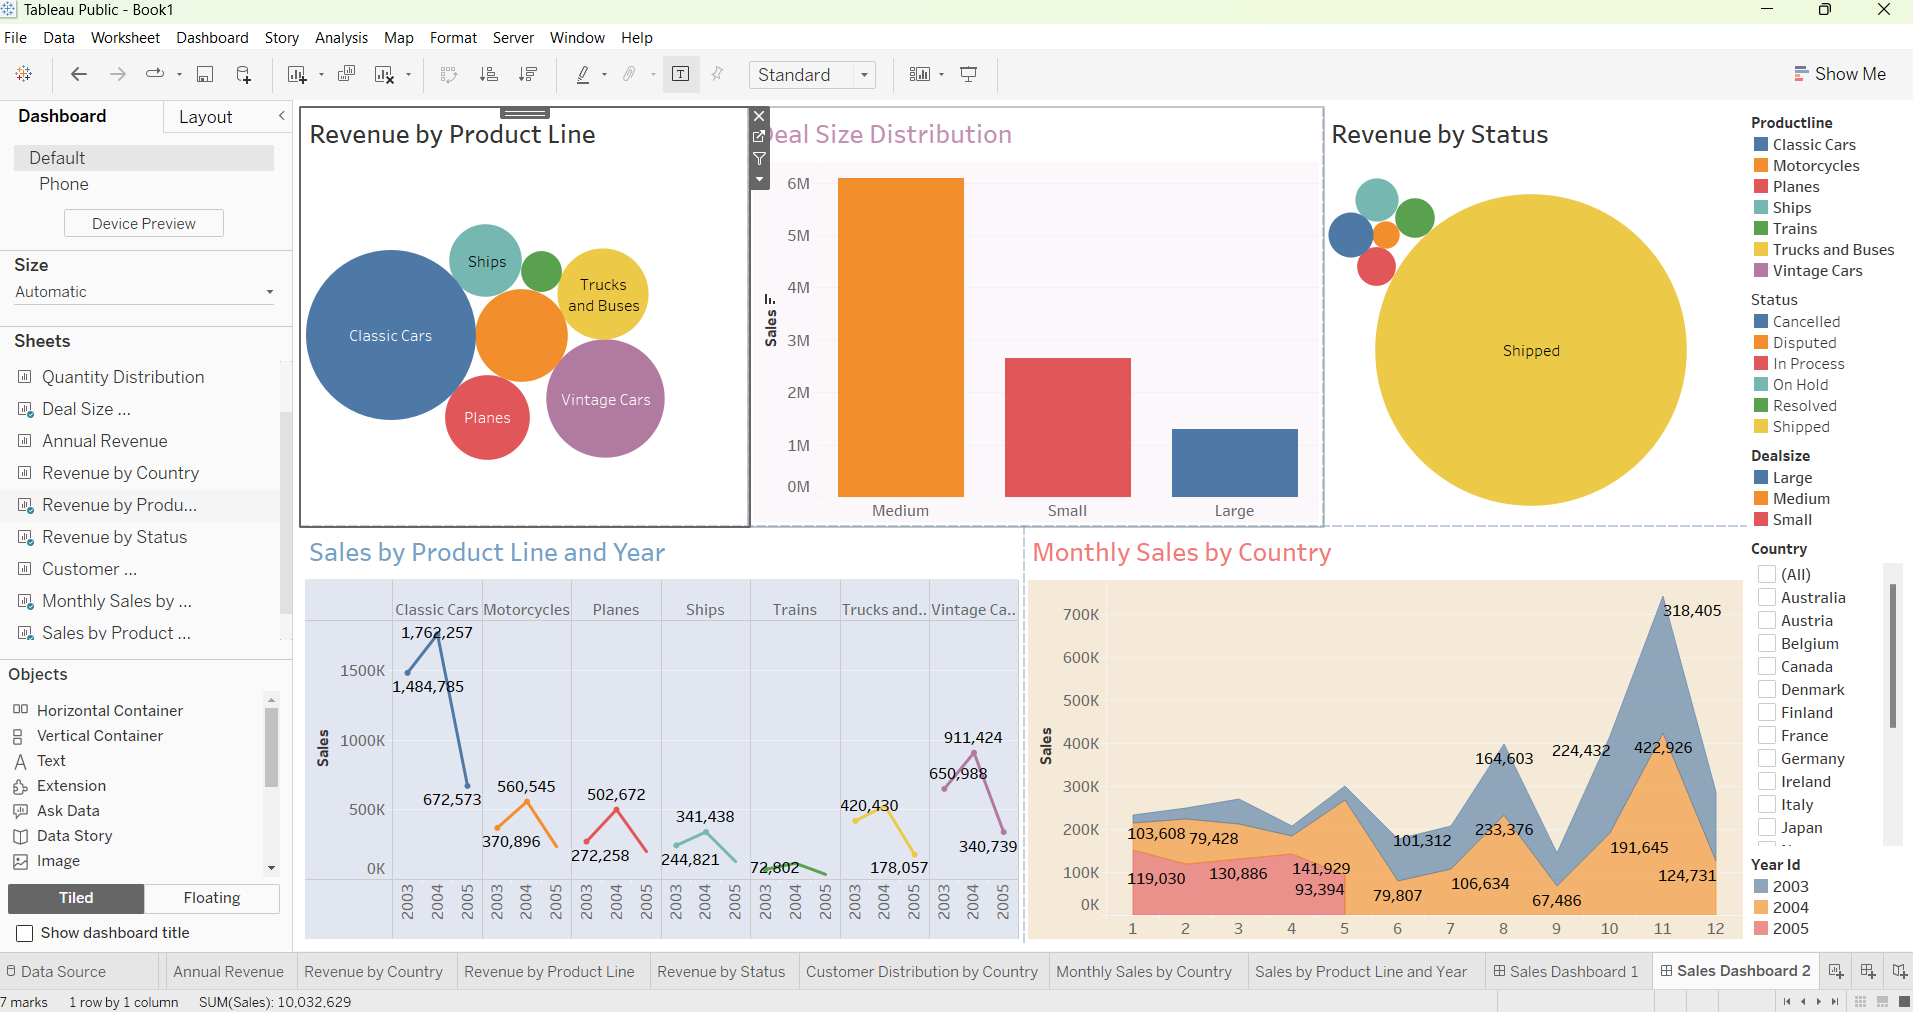 Tableau Public - Book1
File Data Worksheet Dashboard Story Analysis Map Format Server Window Help
Standard
Show Me
Dashboard
Layout
Default
Phone
Device Preview
Size
Automatic
Sheets
Quantity Distribution
Deal Size ...
Annual Revenue
Revenue by Country
Revenue by Produ...
Revenue by Status
Customer ...
Monthly Sales by ...
Sales by Product ...
Objects
Horizontal Container
Vertical Container
Text
Extension
Ask Data
Data Story
Image
Tiled
Floating
Show dashboard title
Revenue by Product Line
Ships
Trucks
and Buses
Classic Cars
Vintage Cars
Planes
Deal Size Distribution
6M
5M
4M
3M
2M
1M
0M
Sales
Medium Small Large
Revenue by Status
Shipped
Productline
Classic Cars
Motorcycles
Planes
Ships
Trains
Trucks and Buses
Vintage Cars
Status
Cancelled
Disputed
In Process
On Hold
Resolved
Shipped
Dealsize
Large
Medium
Small
Sales by Product Line and Year
Classic Cars Motorcycles Planes Ships Trains Trucks and.. Vintage Ca..
1500K
1000K
500K
0K
Sales
1,762,257
1,484,785
672,573
560,545
370,896
502,672
272,258
341,438
244,821
72,802
420,430
178,057
911,424
650,988
340,739
2003 2004 2005 2003 2004 2005 2003 2004 2005 2003 2004 2005 2003 2004 2005 2003 2004 2005 2003 2004 2005
Monthly Sales by Country
700K
600K
500K
400K
300K
200K
100K
0K
Sales
318,405
164,603 224,432 422,926
103,608 79,428 101,312 233,376
191,645
119,030 130,886 141,929
93,394 79,807 106,634 67,486 124,731
1 2 3 4 5 6 7 8 9 10 11 12
Country
(All)
Australia
Austria
Belgium
Canada
Denmark
Finland
France
Germany
Ireland
Italy
Japan
Year Id
2003
2004
2005
Data Source Annual Revenue Revenue by Country Revenue by Product Line Revenue by Status Customer Distribution by Country Monthly Sales by Country Sales by Product Line and Year Sales Dashboard 1 Sales Dashboard 2
7 marks 1 row by 1 column SUM(Sales): 10,032,629